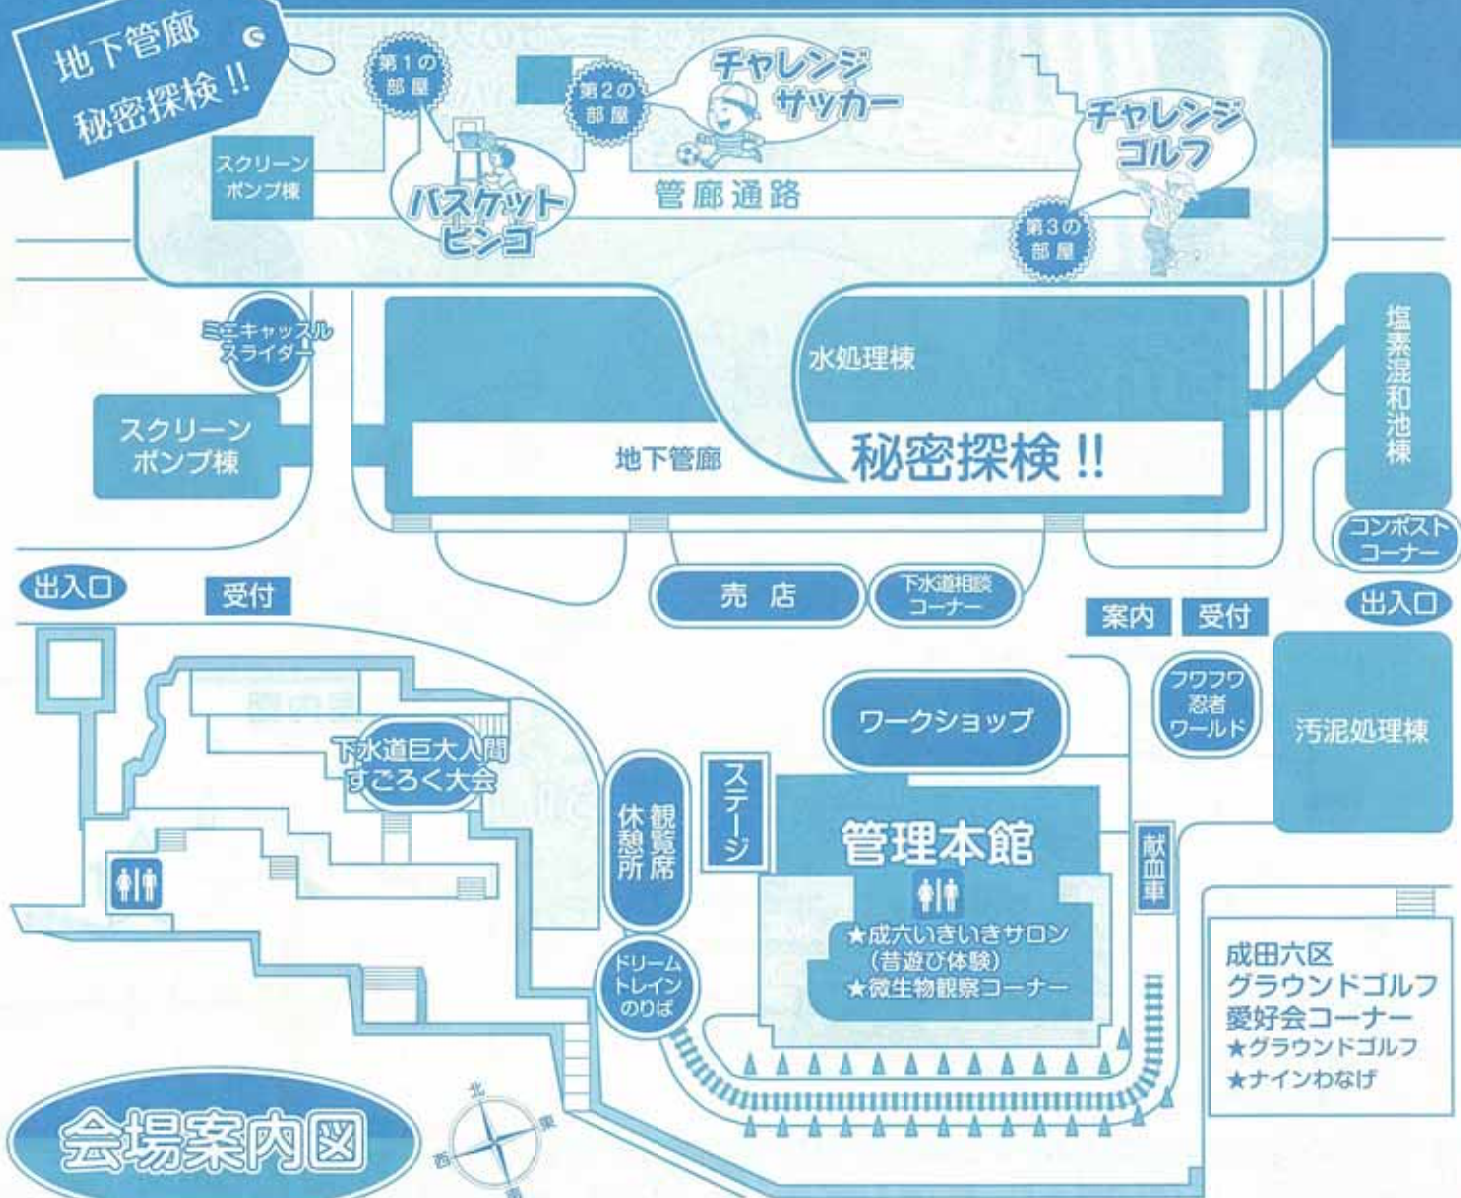 地下管廊
秘密探検!!
第1の
部屋
第2の
部屋
チャレンジ
サッカー
チャレンジ
ゴルフ
スクリーン
ポンプ棟
バスケット
ビンゴ
管廊通路
第3の
部屋
ミニキャッスル
スライダー
水処理棟
塩素混和池棟
スクリーン
ポンプ棟
地下管廊
秘密探検!!
コンポスト
コーナー
出入口
受付
売店
下水道相談
コーナー
案内
受付
出入口
フワフワ
忍者
ワールド
汚泥処理棟
ワークショップ
下水道巨大人間
すごろく大会
観覧席
休憩所
ステージ
管理本館
献血車
★成六いきいきサロン
(昔遊び体験)
★微生物観察コーナー
ドリーム
トレイン
のりば
成田六区
グラウンドゴルフ
愛好会コーナー
★グラウンドゴルフ
★ナインわなげ
会場案内図
北
東
西
南